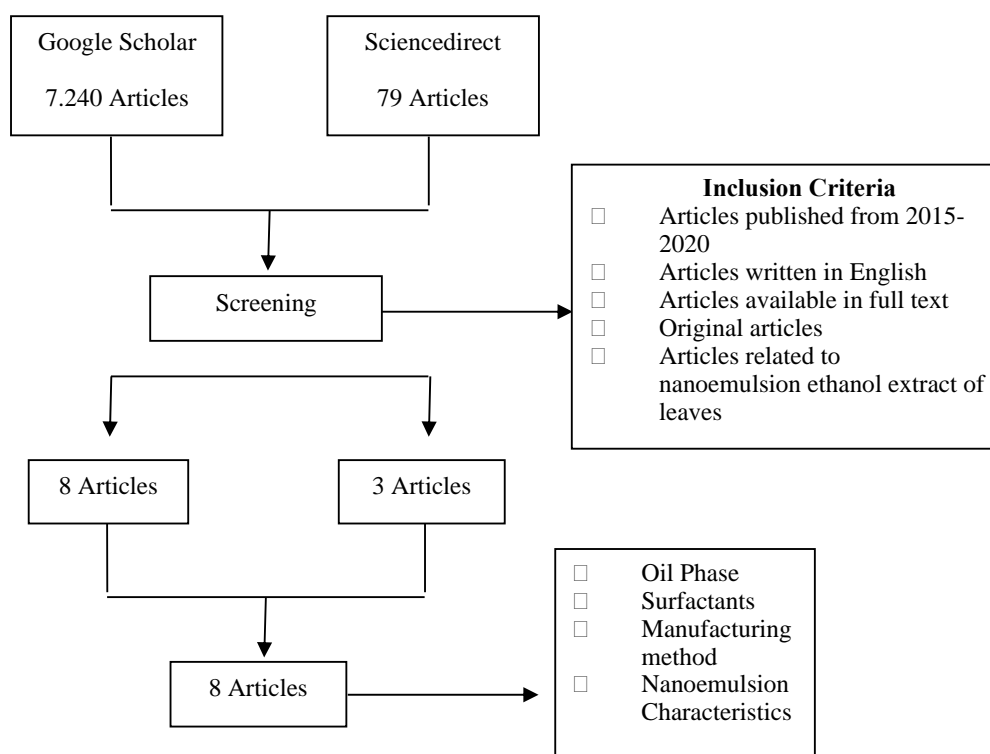 Google Scholar
7.240 Articles
Sciencedirect
79 Articles
Inclusion Criteria
Articles published from 2015-
2020
Articles written in English
Articles available in full text
Original articles
Articles related to
nanoemulsion ethanol extract of
leaves
Screening
8 Articles
3 Articles
Oil Phase
Surfactants
Manufacturing
method
Nanoemulsion
Characteristics
8 Articles